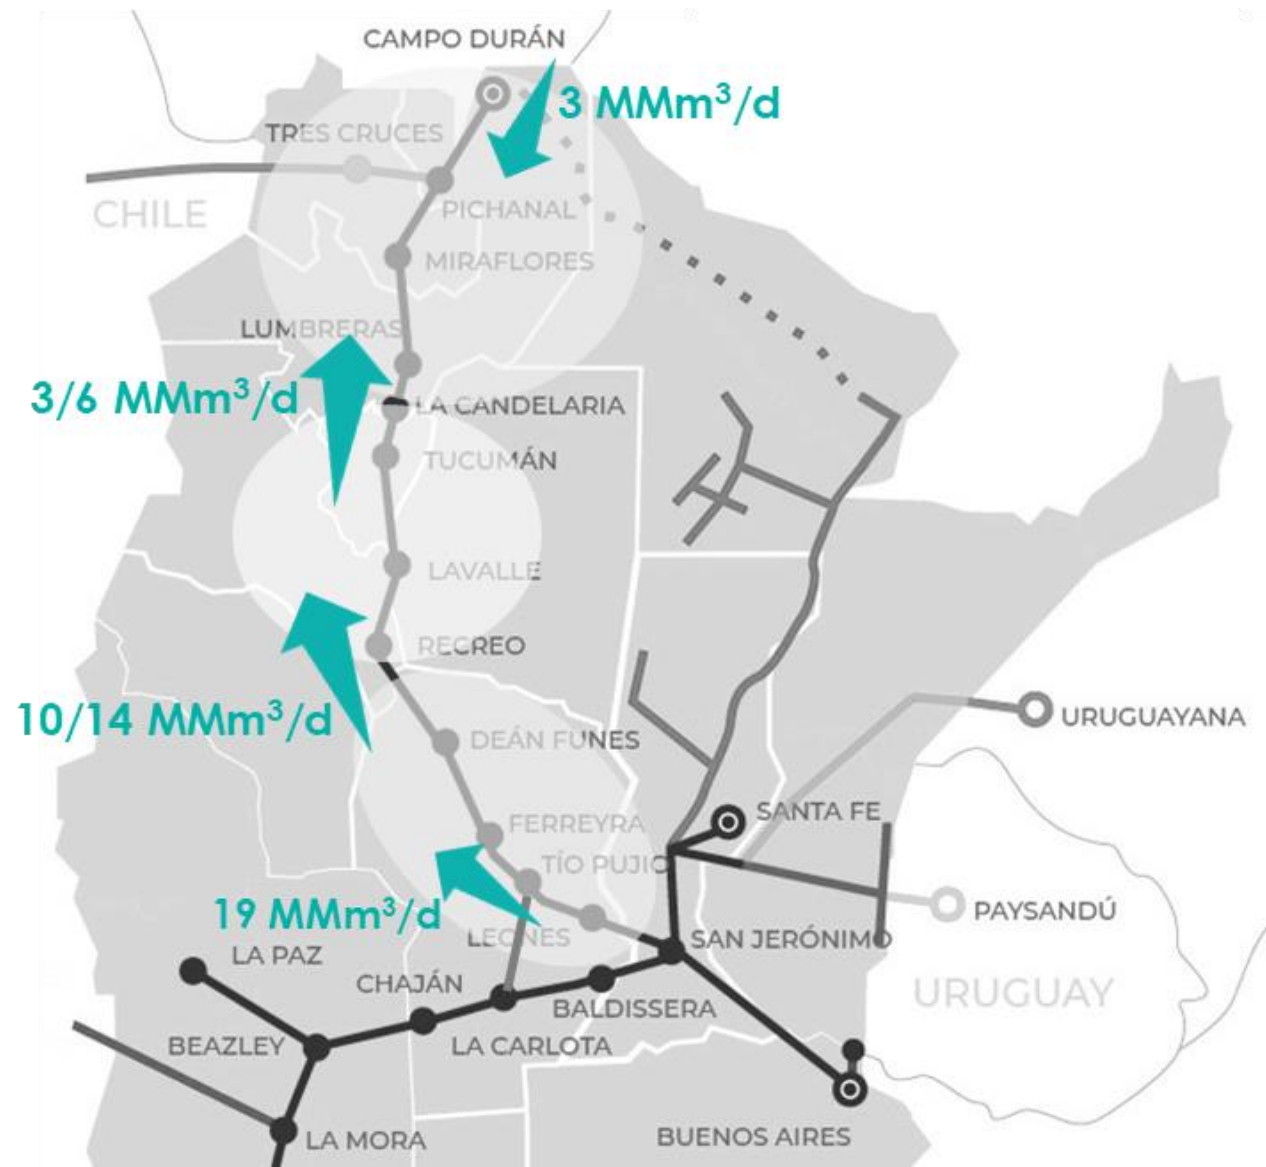 CAMPO DURÁN
3 MMm³/d
TRES CRUCES
CHILE
PICHANAL
MIRAFLORES
LUMBRERAS
3/6 MMm³/d
LA CANDELARIA
TUCUMÁN
LAVALLE
RECREO
10/14 MMm³/d
URUGUAYANA
DEÁN FUNES
SANTA FE
FERREYRA
TÍO PUJIO
19 MMm³/d
PAYSANDÚ
LEONES
SAN JERÓNIMO
LA PAZ
CHAJÁN
URUGUAY
BALDISSERA
BEAZLEY
LA CARLOTA
LA MORA
BUENOS AIRES